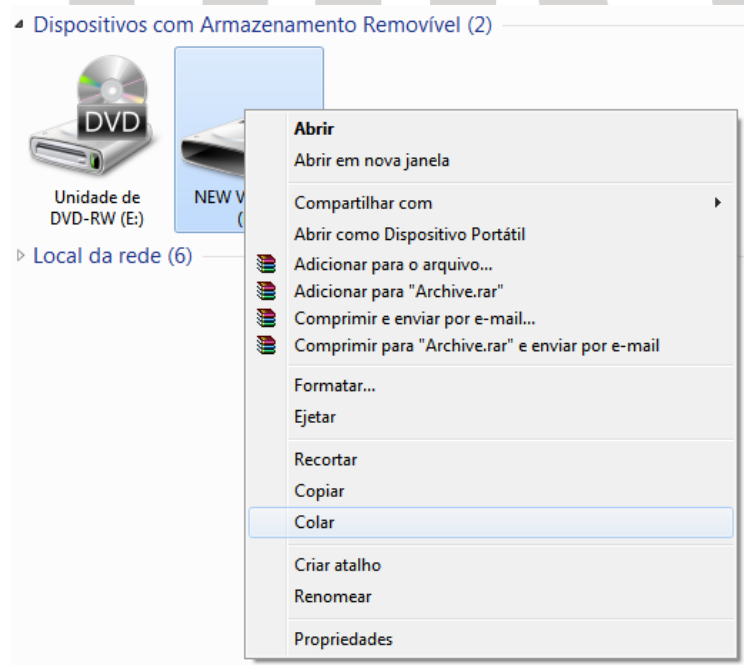 Dispositivos com Armazenamento Removível (2)
DVD
Unidade de
DVD-RW (E:)
NEW V
(
Local da rede (6)
Abrir
Abrir em nova janela
Compartilhar com
Abrir como Dispositivo Portátil
Adicionar para o arquivo...
Adicionar para "Archive.rar"
Comprimir e enviar por e-mail...
Comprimir para "Archive.rar" e enviar por e-mail
Formatar...
Ejetar
Recortar
Copiar
Colar
Criar atalho
Renomear
Propriedades